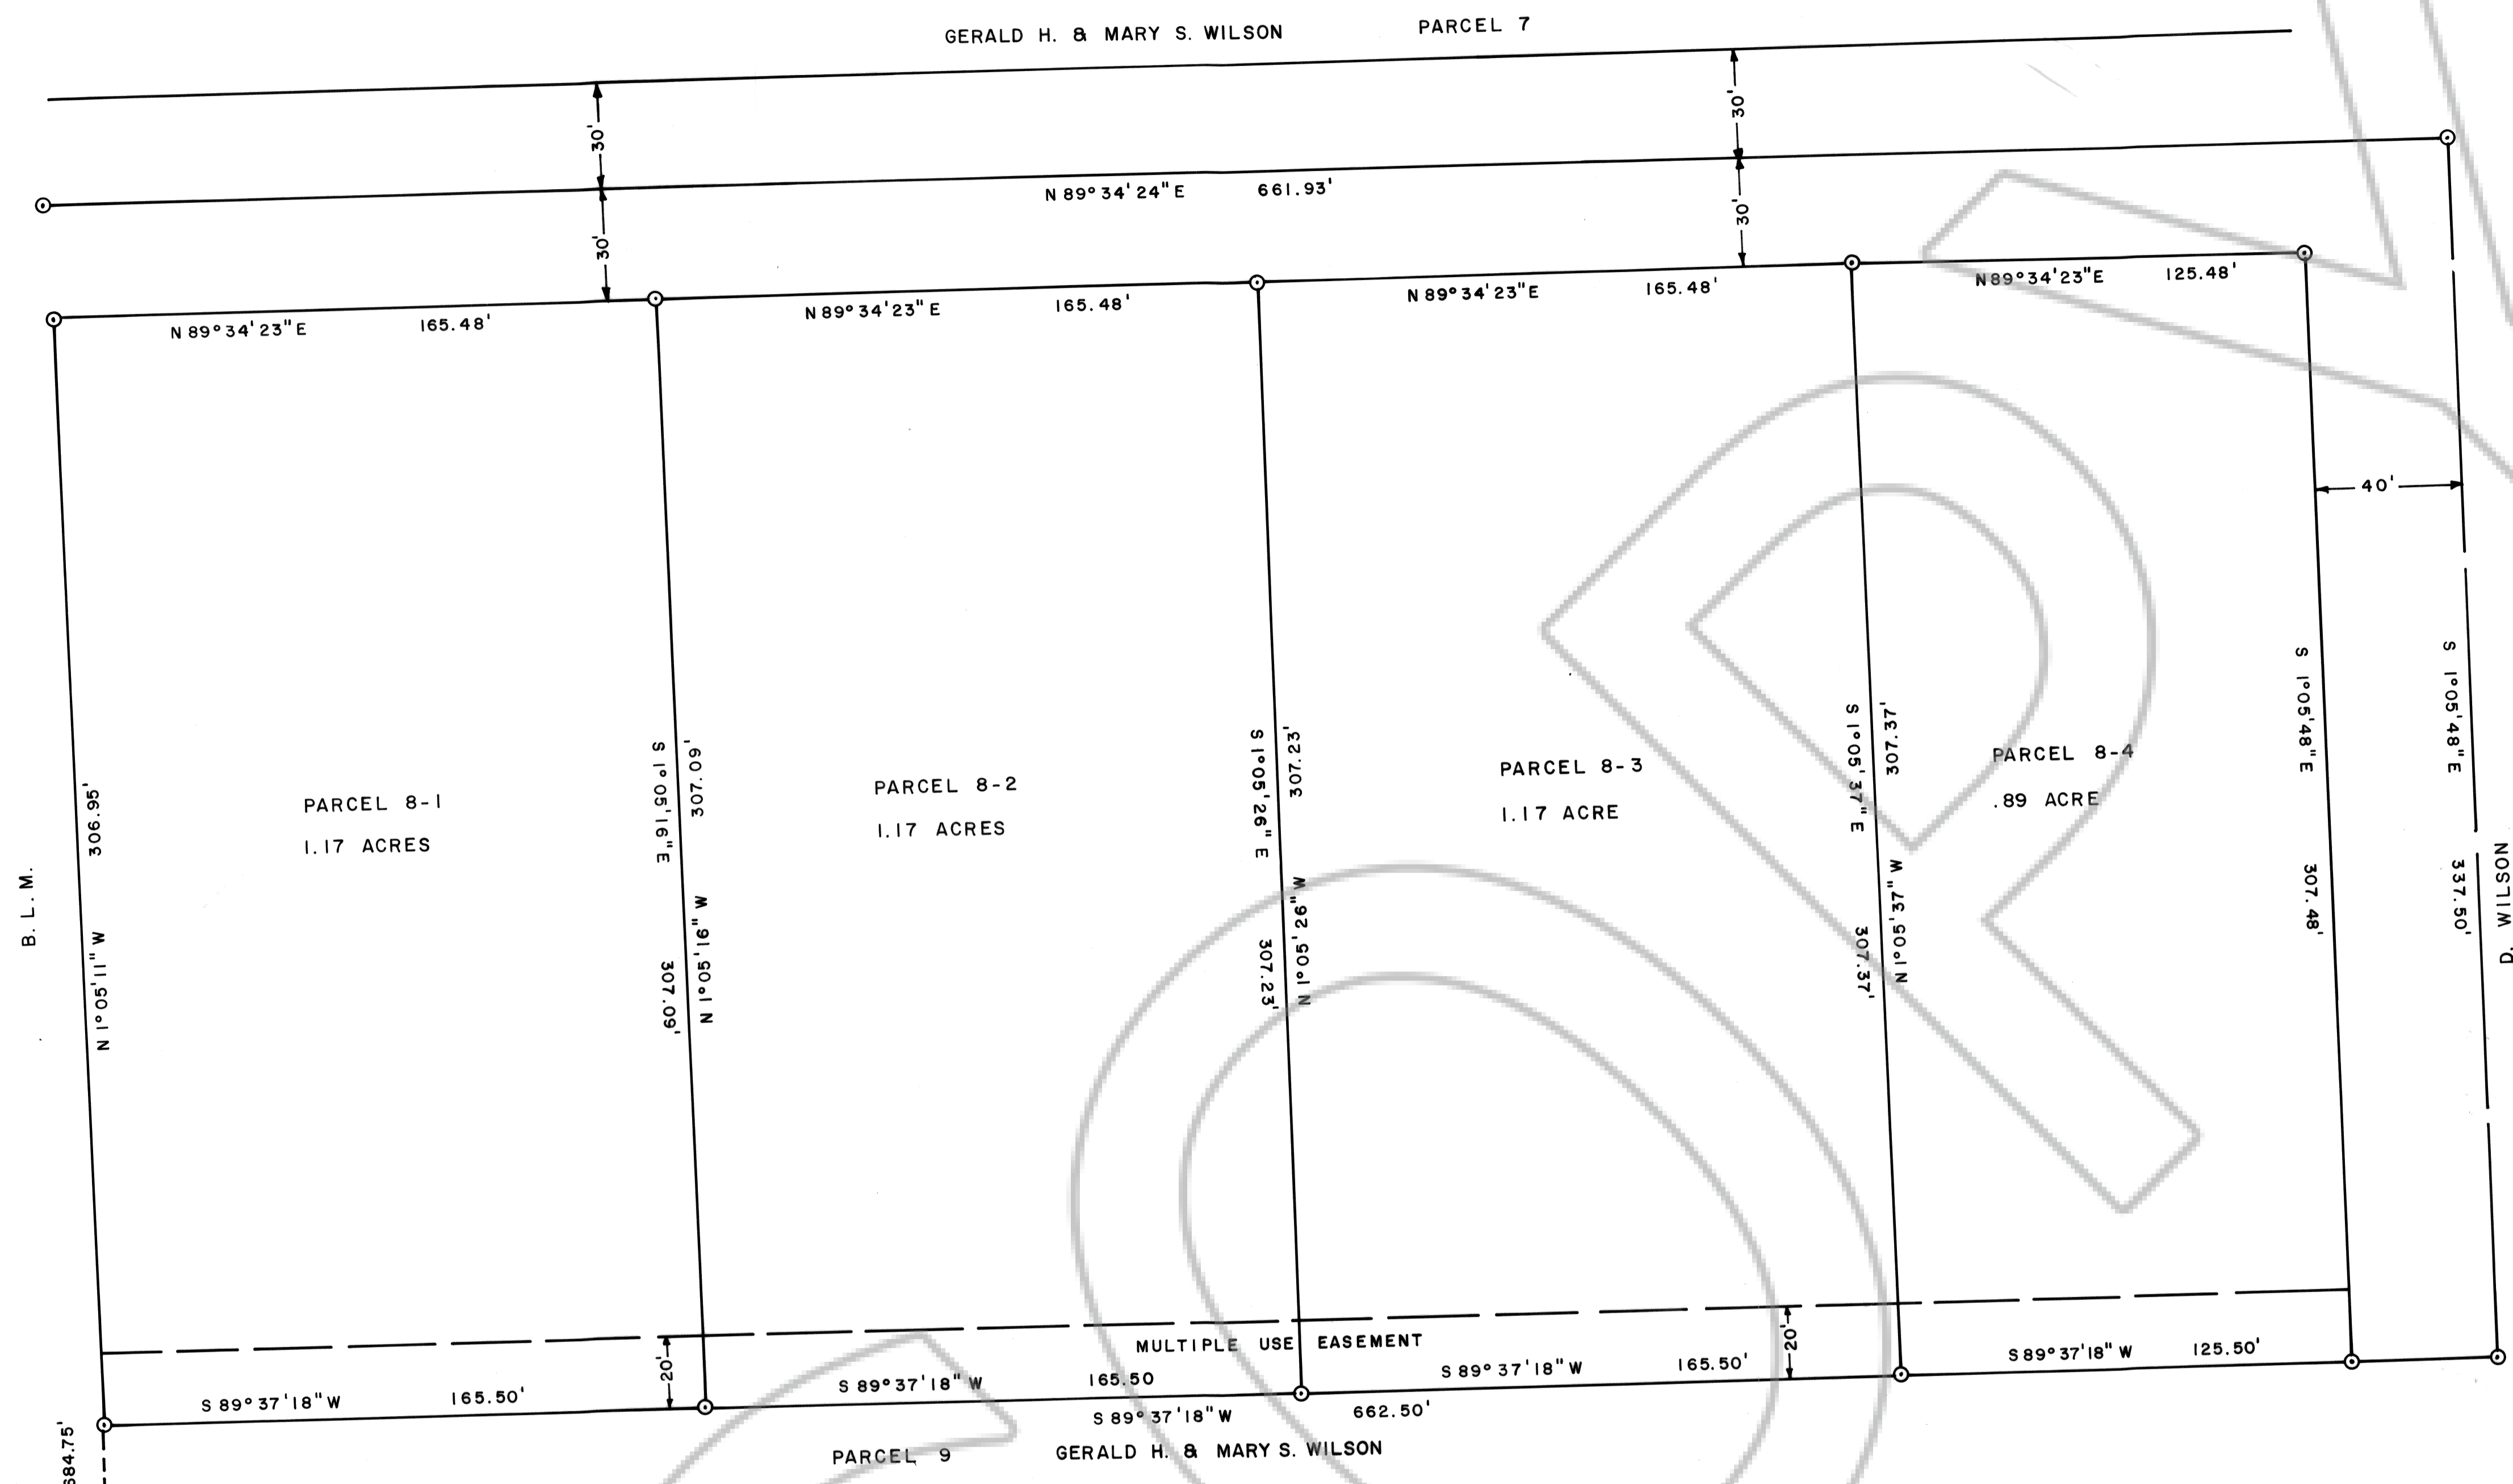 GERALD H. & MARY S. WILSON PARCEL 7
30'
30'
N 89° 34' 24" E 661.93'
30'
30'
N 89° 34' 23" E 165.48'
N 89° 34' 23" E 165.48'
N 89° 34' 23" E 165.48'
N 89° 34' 23" E 125.48'
40'
B. L. M.
N 1° 05' 11" W 306.95'
PARCEL 8-1
1.17 ACRES
S 1° 05' 16" E 307.09'
N 1° 05' 16" W 307.09'
PARCEL 8-2
1.17 ACRES
S 1° 05' 26" E 307.23'
N 1° 05' 26" W 307.23'
PARCEL 8-3
1.17 ACRE
S 1° 05' 37" E 307.37'
N 1° 05' 37" W 307.37'
PARCEL 8-4
.89 ACRE
S 1° 05' 48" E 307.48'
S 1° 05' 48" E 337.50'
D. WILSON
MULTIPLE USE EASEMENT
20'
20'
S 89° 37' 18" W 165.50'
S 89° 37' 18" W 165.50
S 89° 37' 18" W 165.50'
S 89° 37' 18" W 125.50'
S 89° 37' 18" W 662.50'
PARCEL 9 GERALD H. & MARY S. WILSON